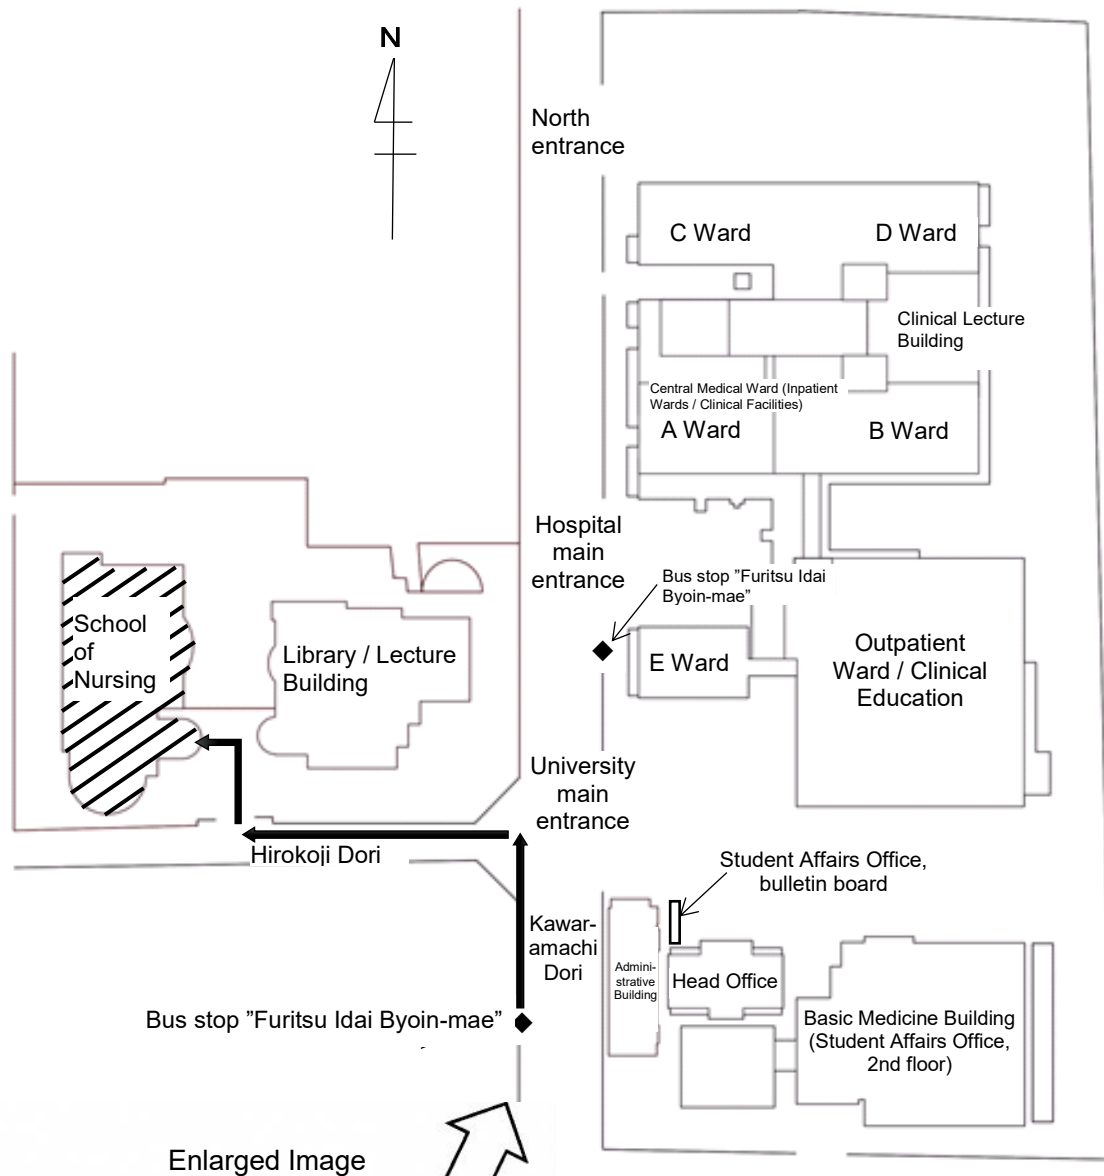 N
North
entrance
C Ward
D Ward
Clinical Lecture
Building
Central Medical Ward (Inpatient
Wards / Clinical Facilities)
A Ward
B Ward
Hospital
main
entrance
Bus stop ”Furitsu Idai
Byoin-mae”
School
of
Nursing
Library / Lecture
Building
E Ward
Outpatient
Ward / Clinical
Education
University
main
entrance
Hirokoji Dori
Student Affairs Office,
bulletin board
Kawar-
amachi
Dori
Admini-
strative
Building
Head Office
Bus stop ”Furitsu Idai Byoin-mae”
Basic Medicine Building
(Student Affairs Office,
2nd floor)
Enlarged Image